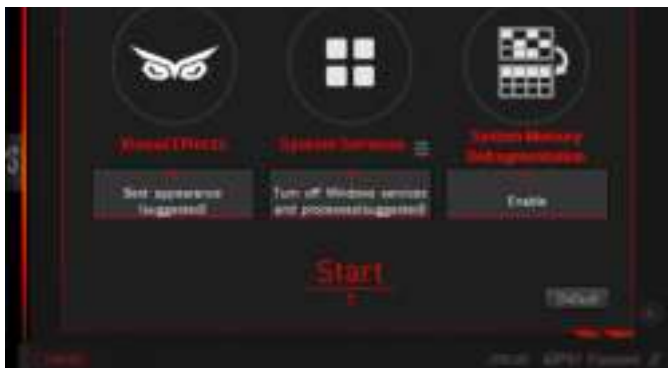 Visual Effects
System Services
System Memory
Defragmentation
Best appearance
(suggested)
Turn off Windows services
and processes(suggested)
Enable
Start
Default